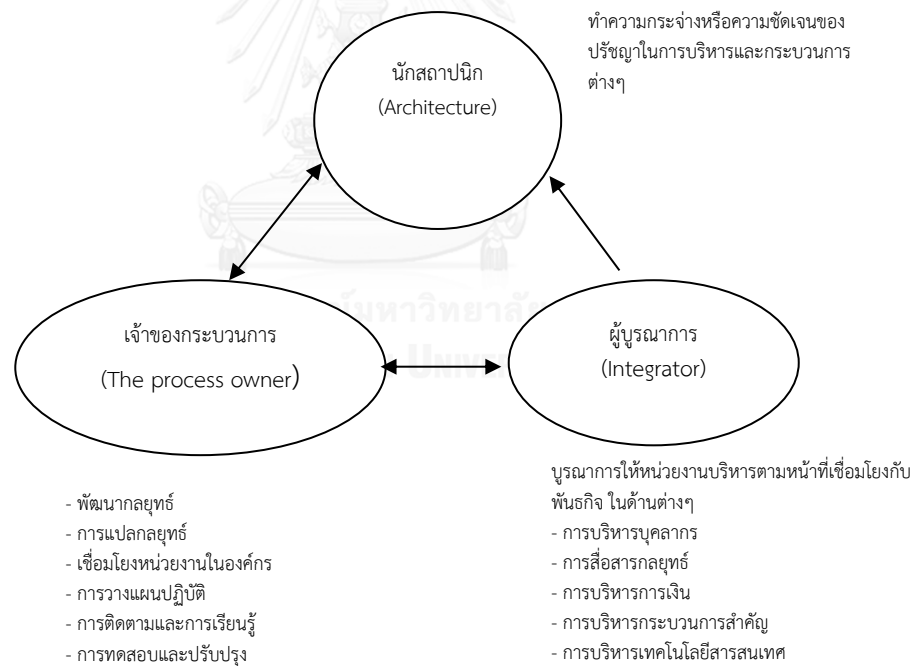 ทำความกระจ่างหรือความชัดเจนของ
ปรัชญาในการบริหารและกระบวนการ
ต่างๆ
นักสถาปนิก
(Architecture)
เจ้าของกระบวนการ
(The process owner)
ผู้บูรณาการ
(Integrator)
- พัฒนากลยุทธ์
- การแปลกลยุทธ์
- เชื่อมโยงหน่วยงานในองค์กร
- การวางแผนปฏิบัติ
- การติดตามและการเรียนรู้
- การทดสอบและปรับปรุง
บูรณาการให้หน่วยงานบริหารตามหน้าที่เชื่อมโยงกับ
พันธกิจ ในด้านต่างๆ
- การบริหารบุคลากร
- การสื่อสารกลยุทธ์
- การบริหารการเงิน
- การบริหารกระบวนการสำคัญ
- การบริหารเทคโนโลยีสารสนเทศ